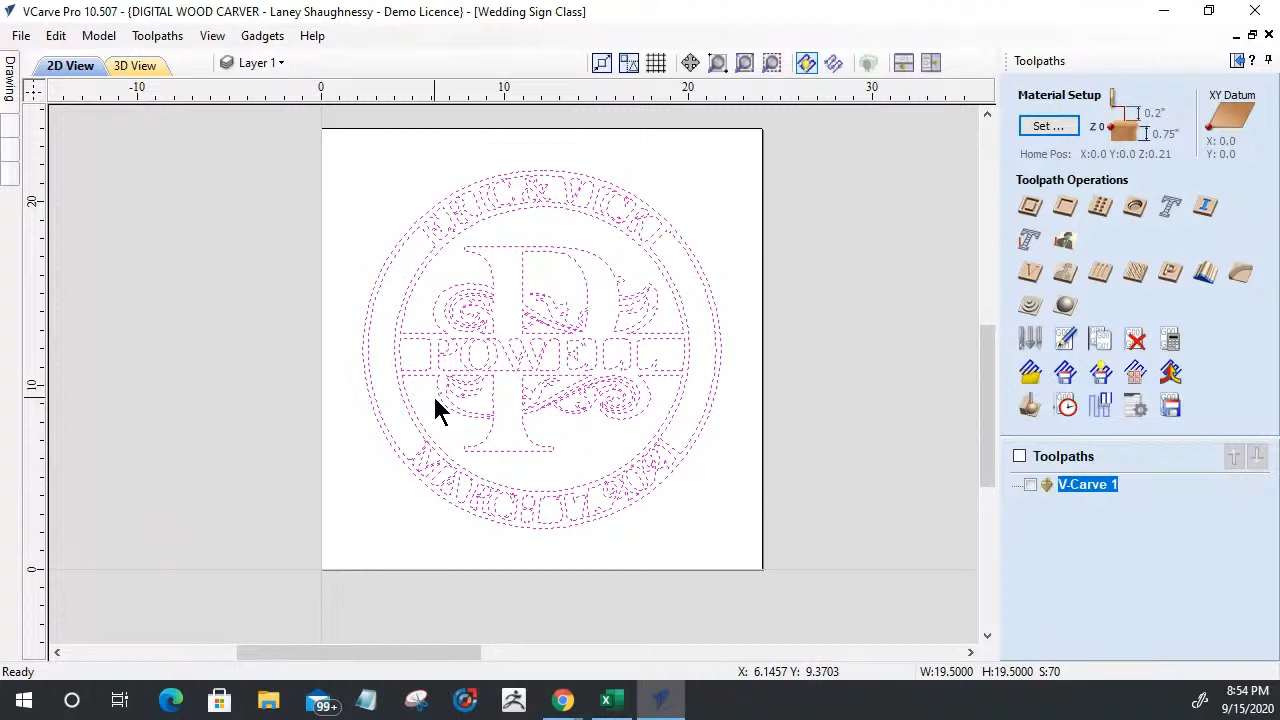 VCarve Pro 10.507 - {DIGITAL WOOD CARVER - Laney Shaughnessy - Demo Licence} - [Wedding Sign Class]
File Edit Model Toolpaths View Gadgets Help
2D View 3D View Layer 1
Drawing
-10 0 10 20 30
20
10
0
POWELL
Toolpaths
Material Setup
Set ...
Z 0
0.2"
0.75"
XY Datum
X: 0.0
Y: 0.0
Home Pos: X:0.0 Y:0.0 Z:0.21
Toolpath Operations
Toolpaths
V-Carve 1
Ready
X: 6.1457 Y: 9.3703
W:19.5000 H:19.5000 S:70
99+
8:54 PM
9/15/2020